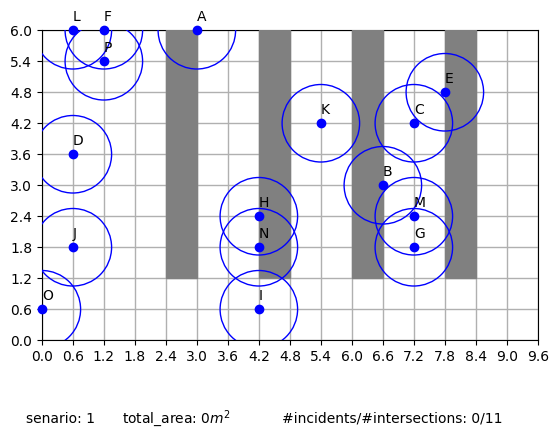 L F A
6.0
P
5.4
E
4.8
K C
4.2
D
3.6
B
3.0
H M
2.4
J N G
1.8
1.2
O I
0.6
0.0
0.0 0.6 1.2 1.8 2.4 3.0 3.6 4.2 4.8 5.4 6.0 6.6 7.2 7.8 8.4 9.0 9.6
senario: 1 total_area: 0m² #incidents/#intersections: 0/11